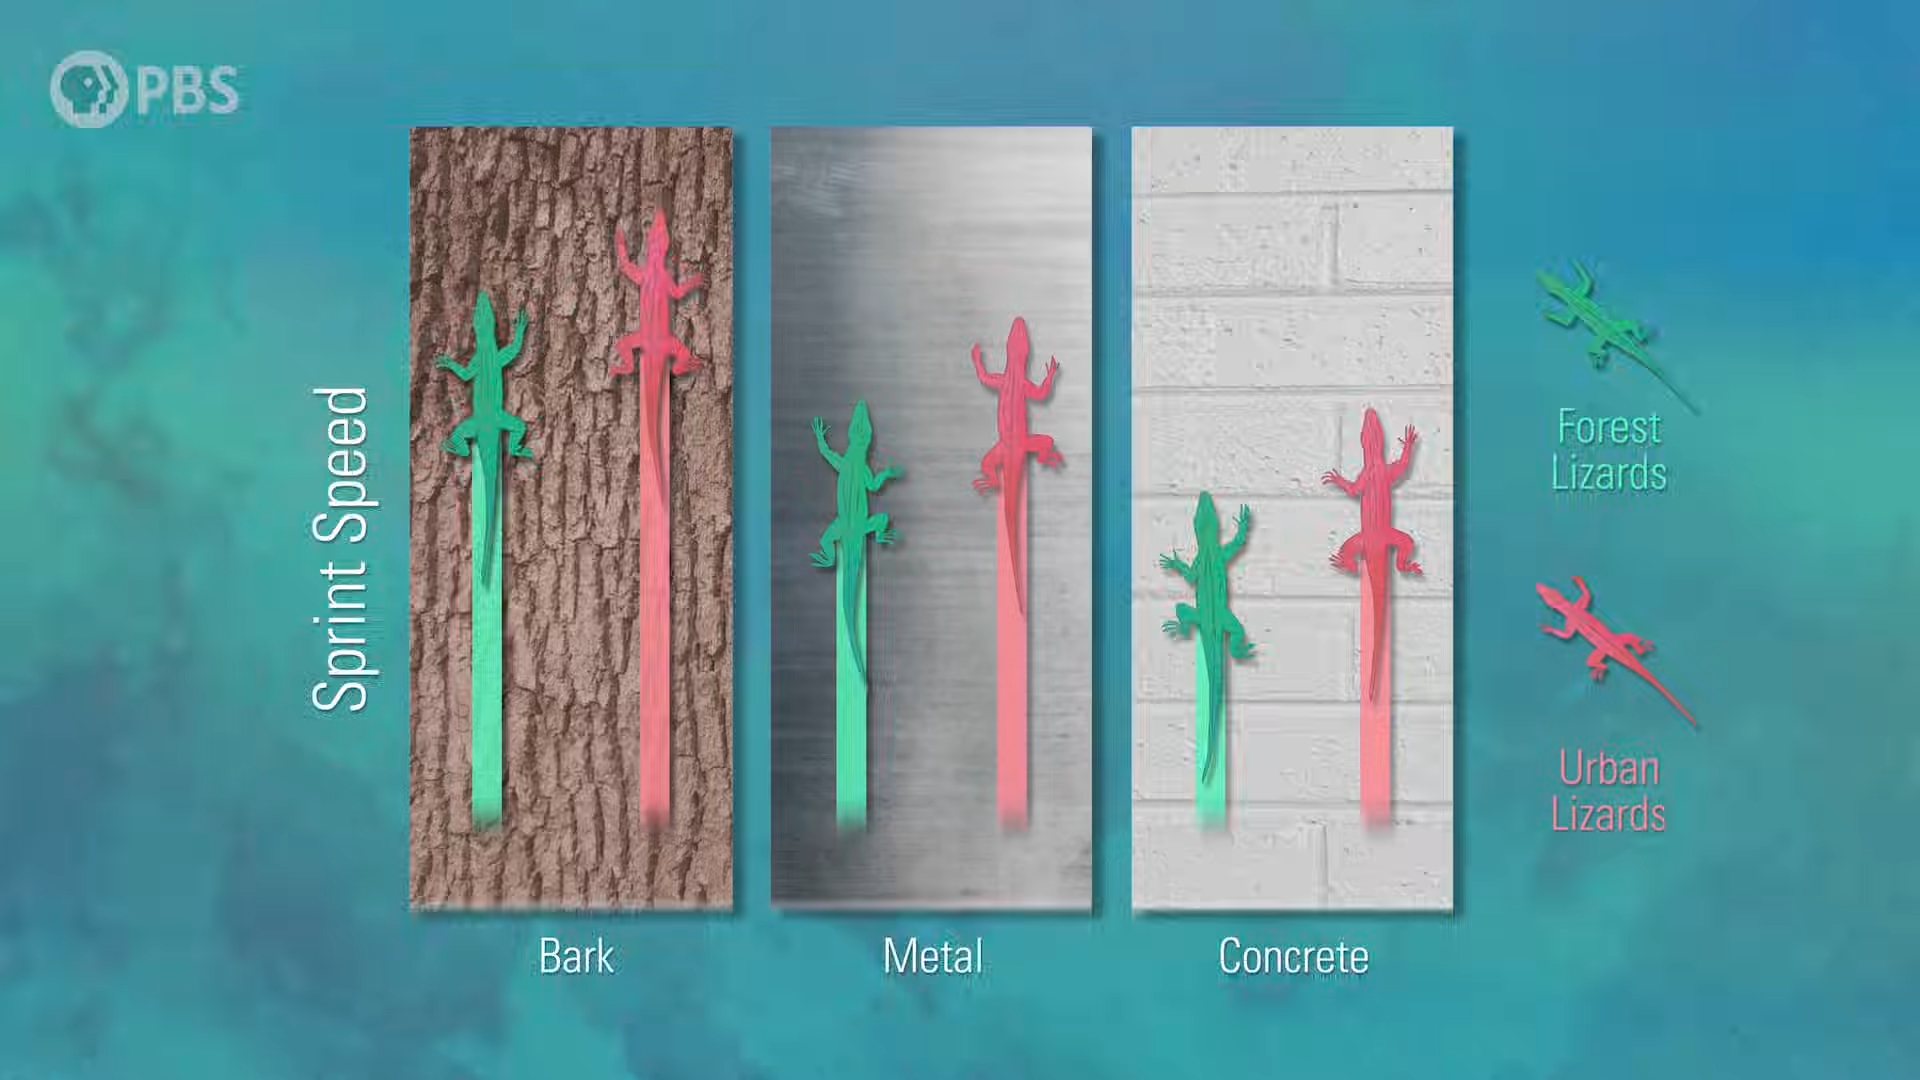 PBS
Sprint Speed
Forest
Lizards
Urban
Lizards
Bark
Metal
Concrete